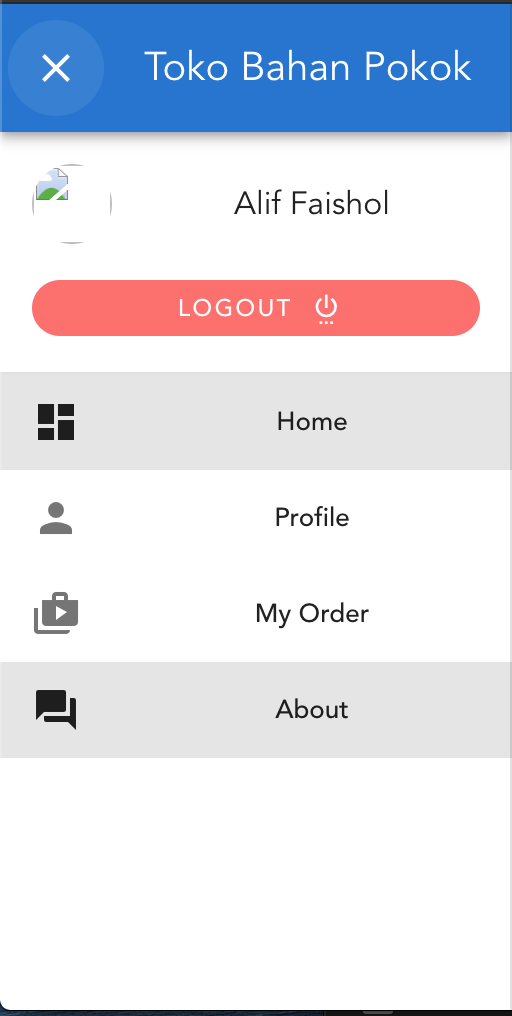 Toko Bahan Pokok
Alif Faishol
LOGOUT
Home
Profile
My Order
About